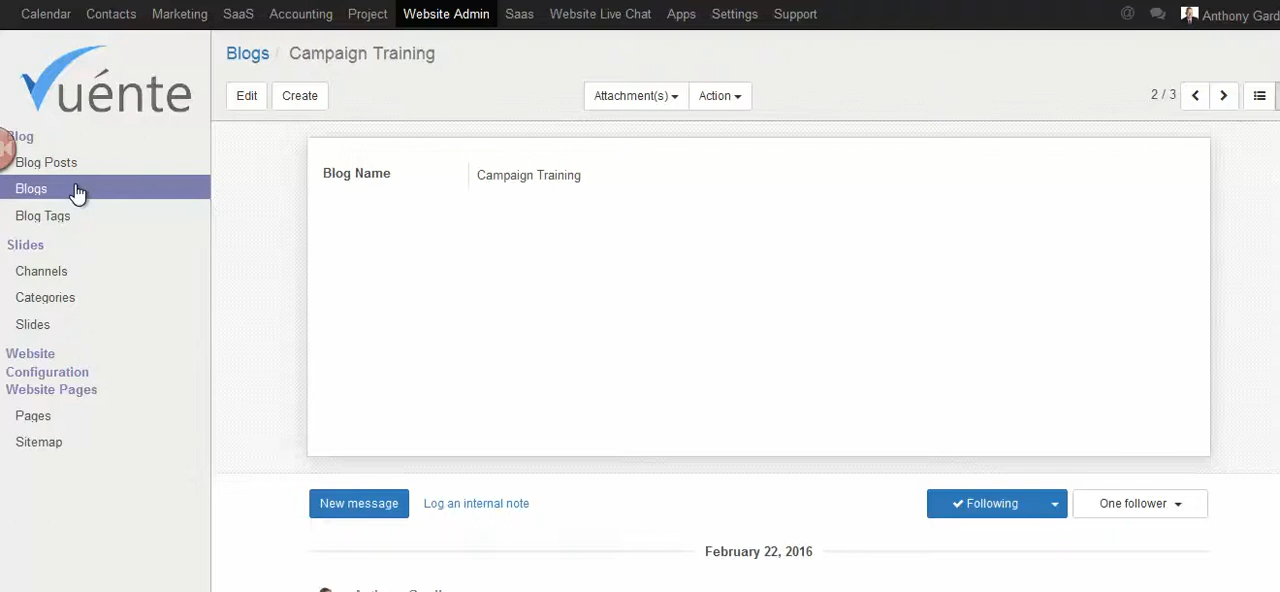 Calendar Contacts Marketing SaaS Accounting Project Website Admin Saas Website Live Chat Apps Settings Support @ Anthony Gard
vuénte
Blogs / Campaign Training
Edit Create Attachment(s) Action 2 / 3
Blog
Blog Posts
Blogs
Blog Tags
Slides
Channels
Categories
Slides
Website
Configuration
Website Pages
Pages
Sitemap
Blog Name Campaign Training
New message Log an internal note Following One follower
February 22, 2016